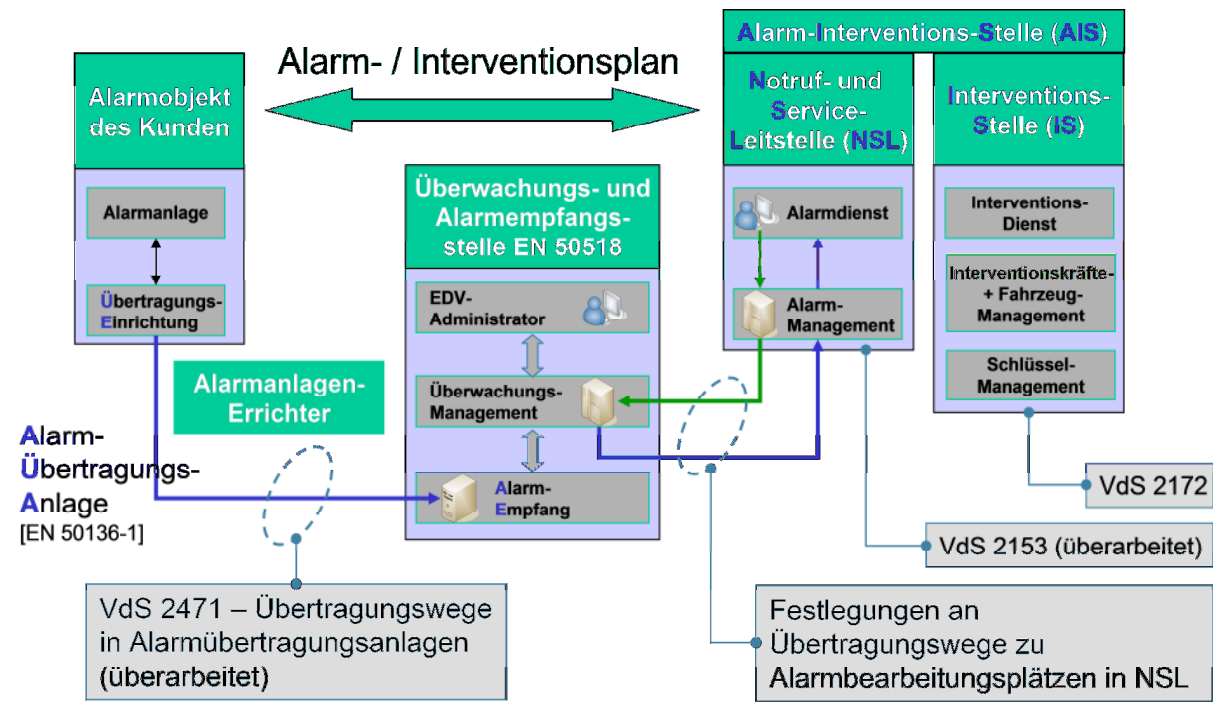 Alarm-Interventions-Stelle (AIS)
Alarm- / Interventionsplan
Alarmobjekt
des Kunden
Alarmanlage
Übertragungs-
Einrichtung
Alarmanlagen-
Errichter
Alarm-
Übertragungs-
Anlage
[EN 50136-1]
Überwachungs- und
Alarmempfangs-
stelle EN 50518
EDV-
Administrator
Überwachungs-
Management
Alarm-
Empfang
Notruf- und
Service-
Leitstelle (NSL)
Alarmdienst
Alarm-
Management
Interventions-
Stelle (IS)
Interventions-
Dienst
Interventionskräfte-
+ Fahrzeug-
Management
Schlüssel-
Management
VdS 2172
VdS 2153 (überarbeitet)
VdS 2471 – Übertragungswege
in Alarmübertragungsanlagen
(überarbeitet)
Festlegungen an
Übertragungswege zu
Alarmbearbeitungsplätzen in NSL